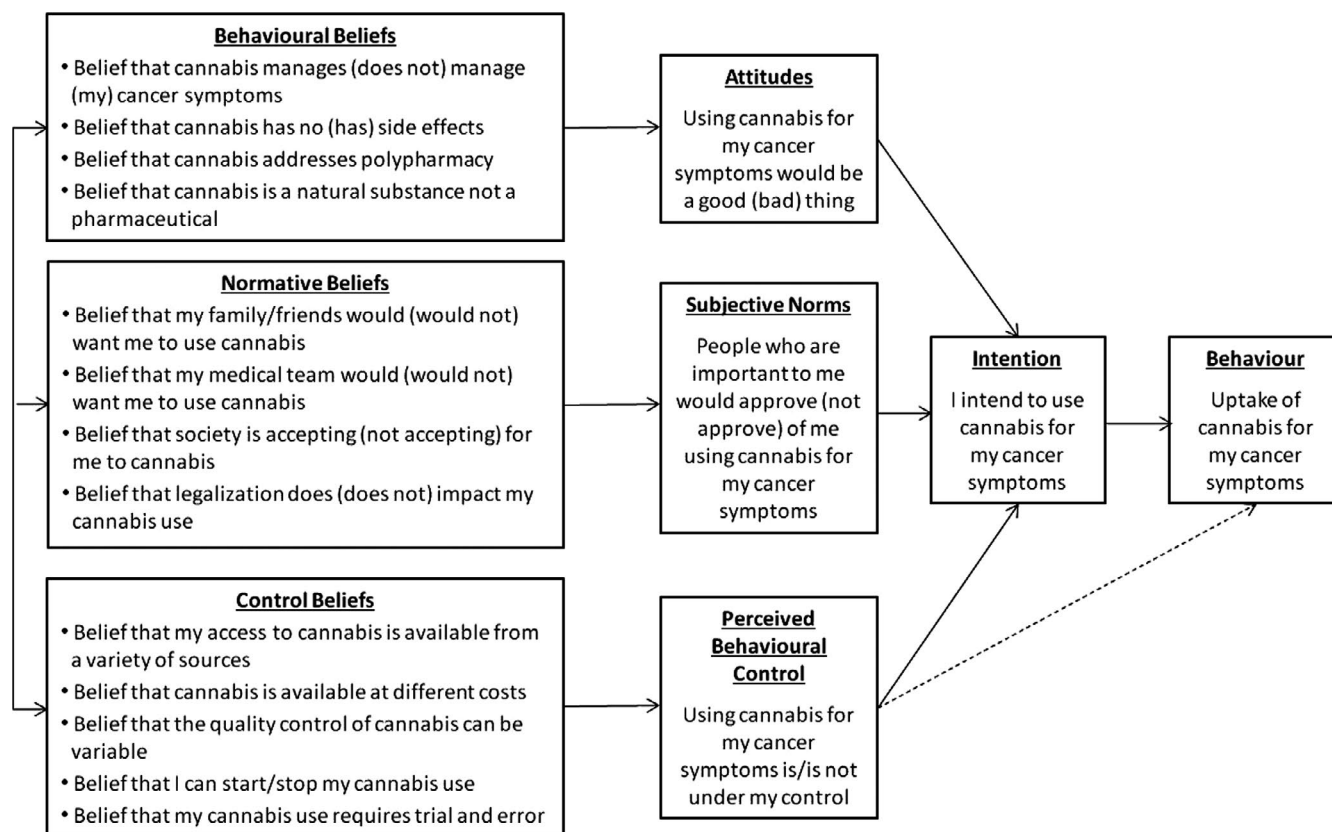 Behavioural Beliefs
• Belief that cannabis manages (does not) manage
(my) cancer symptoms
• Belief that cannabis has no (has) side effects
• Belief that cannabis addresses polypharmacy
• Belief that cannabis is a natural substance not a
pharmaceutical
Attitudes
Using cannabis for
my cancer
symptoms would be
a good (bad) thing
Normative Beliefs
• Belief that my family/friends would (would not)
want me to use cannabis
• Belief that my medical team would (would not)
want me to use cannabis
• Belief that society is accepting (not accepting) for
me to cannabis
• Belief that legalization does (does not) impact my
cannabis use
Subjective Norms
People who are
important to me
would approve (not
approve) of me
using cannabis for
my cancer
symptoms
Intention
I intend to use
cannabis for
my cancer
symptoms
Behaviour
Uptake of
cannabis for
my cancer
symptoms
Control Beliefs
• Belief that my access to cannabis is available from
a variety of sources
• Belief that cannabis is available at different costs
• Belief that the quality control of cannabis can be
variable
• Belief that I can start/stop my cannabis use
• Belief that my cannabis use requires trial and error
Perceived
Behavioural
Control
Using cannabis for
my cancer
symptoms is/is not
under my control